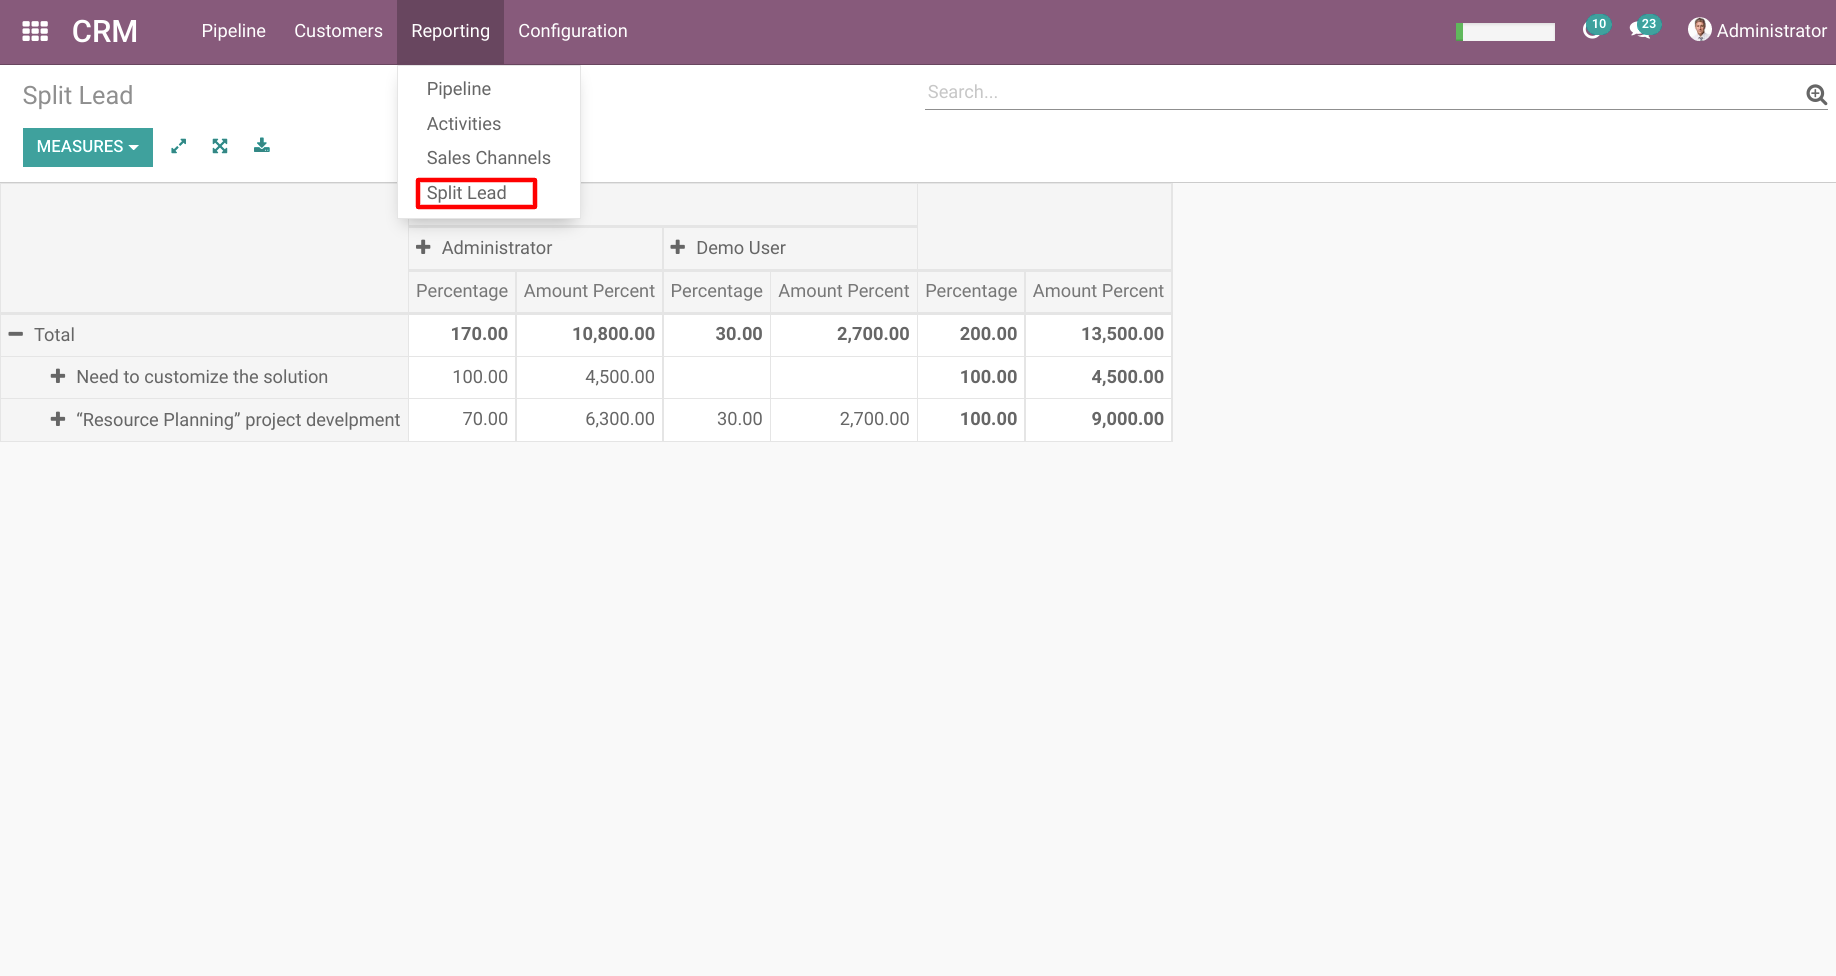 CRM Pipeline Customers Reporting Configuration 10 23 Administrator
Split Lead
Search...
Pipeline
Activities
Sales Channels
Split Lead
MEASURES
Administrator Demo User
Percentage Amount Percent Percentage Amount Percent Percentage Amount Percent
Total 170.00 10,800.00 30.00 2,700.00 200.00 13,500.00
Need to customize the solution 100.00 4,500.00 100.00 4,500.00
“Resource Planning” project develpment 70.00 6,300.00 30.00 2,700.00 100.00 9,000.00